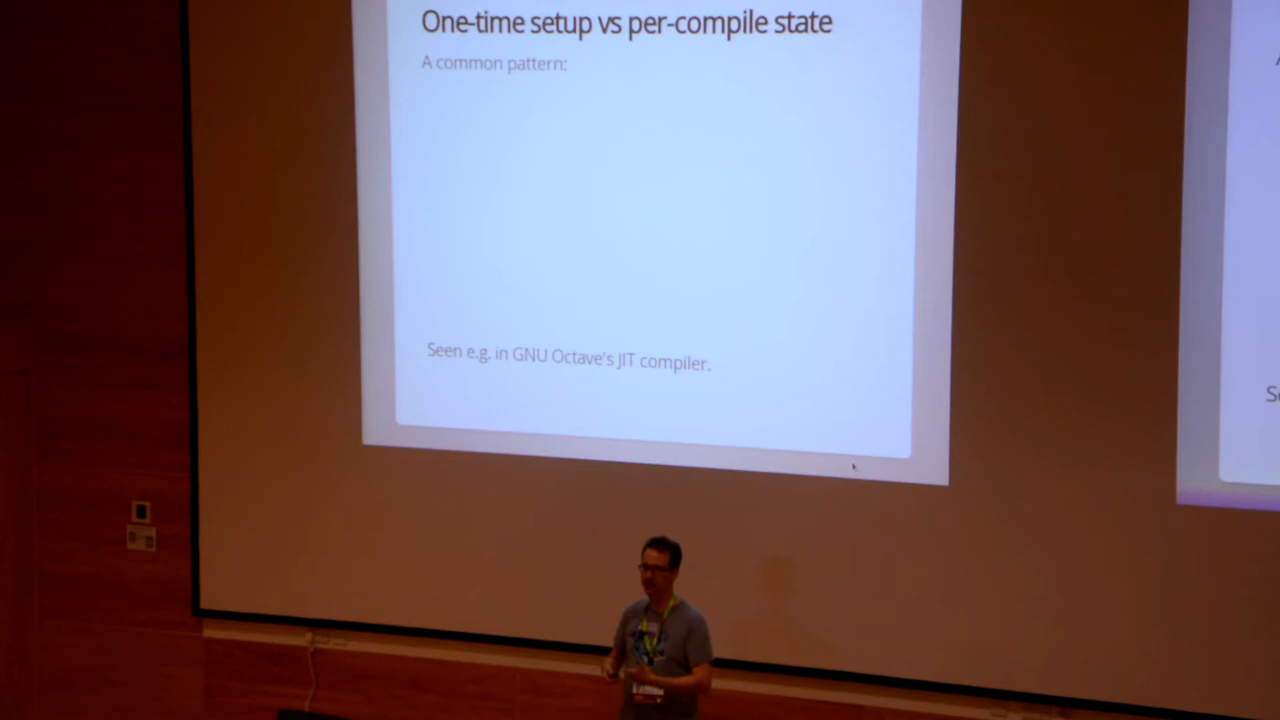 One-time setup vs per-compile state
A common pattern:
Seen e.g. in GNU Octave's JIT compiler.